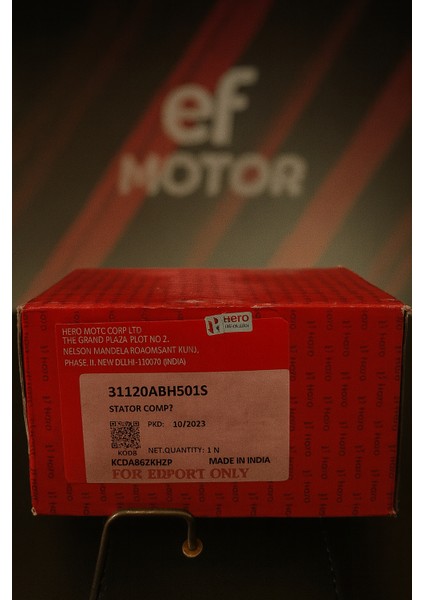 ef
MOTOR
HERO MOTC CORP LTD
THE GRAND PLAZA PLOT NO 2.
NELSON MANDELA ROAOMSANT KUNJ,
PHASE. II. NEW DLLHI-110070 (INDIA)
Hero
31120ABH501S
STATOR COMP?
PKD: 10/2023
KODB
NET.QUANTITY: 1 N
KCDA86ZKHZP MADE IN INDIA
FOR EDPORT ONLY